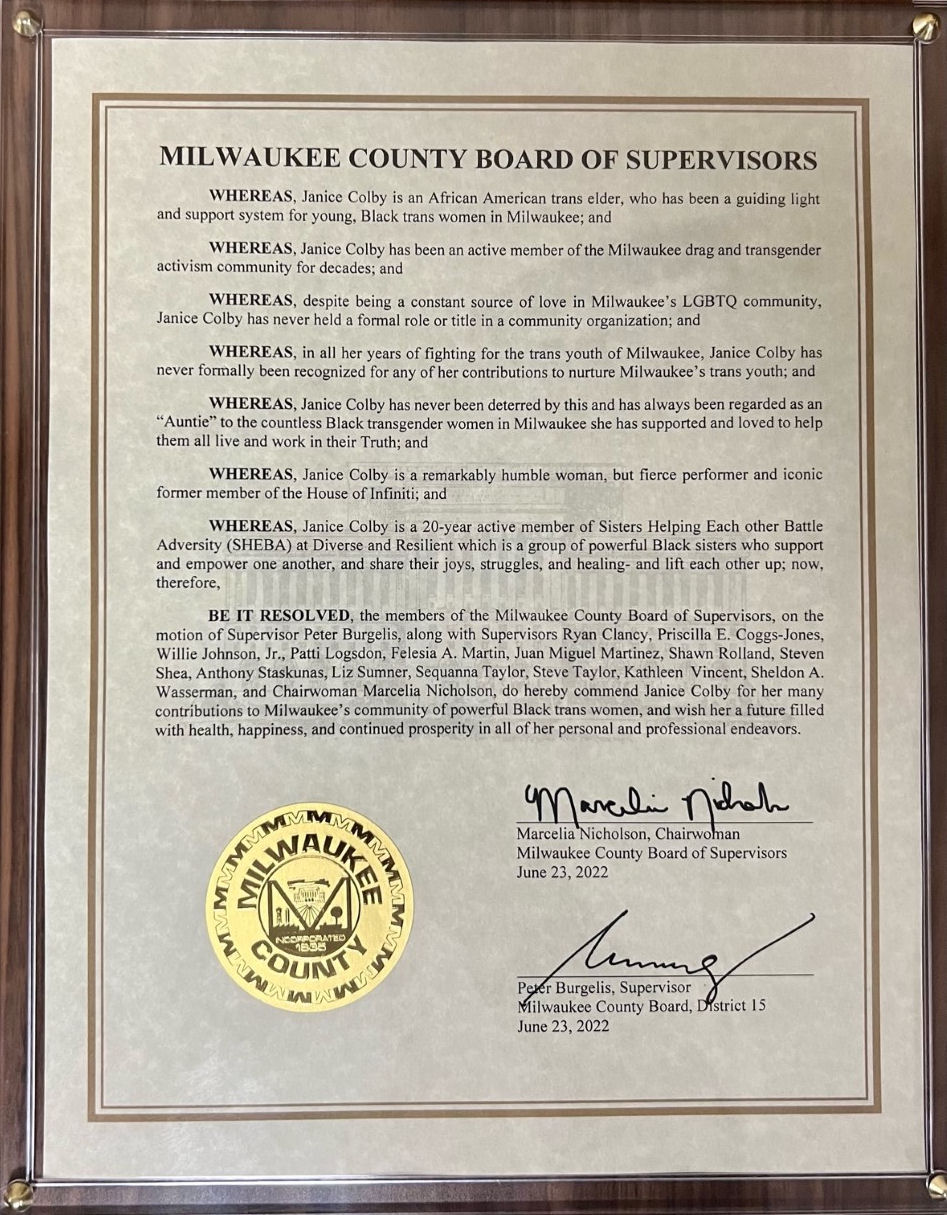 MILWAUKEE COUNTY BOARD OF SUPERVISORS
WHEREAS, Janice Colby is an African American trans elder, who has been a guiding light
and support system for young, Black trans women in Milwaukee; and
WHEREAS, Janice Colby has been an active member of the Milwaukee drag and transgender
activism community for decades; and
WHEREAS, despite being a constant source of love in Milwaukee's LGBTQ community,
Janice Colby has never held a formal role or title in a community organization; and
WHEREAS, in all her years of fighting for the trans youth of Milwaukee, Janice Colby has
never formally been recognized for any of her contributions to nurture Milwaukee's trans youth; and
WHEREAS, Janice Colby has never been deterred by this and has always been regarded as an
“Auntie” to the countless Black transgender women in Milwaukee she has supported and loved to help
them all live and work in their Truth; and
WHEREAS, Janice Colby is a remarkably humble woman, but fierce performer and iconic
former member of the House of Infiniti; and
WHEREAS, Janice Colby is a 20-year active member of Sisters Helping Each other Battle
Adversity (SHEBA) at Diverse and Resilient which is a group of powerful Black sisters who support
and empower one another, and share their joys, struggles, and healing- and lift each other up; now,
therefore,
BE IT RESOLVED, the members of the Milwaukee County Board of Supervisors, on the
motion of Supervisor Peter Burgelis, along with Supervisors Ryan Clancy, Priscilla E. Coggs-Jones,
Willie Johnson, Jr., Patti Logsdon, Felesia A. Martin, Juan Miguel Martinez, Shawn Rolland, Steven
Shea, Anthony Staskunas, Liz Sumner, Sequanna Taylor, Steve Taylor, Kathleen Vincent, Sheldon A.
Wasserman, and Chairwoman Marcelia Nicholson, do hereby commend Janice Colby for her many
contributions to Milwaukee's community of powerful Black trans women, and wish her a future filled
with health, happiness, and continued prosperity in all of her personal and professional endeavors.
Marcelia Nicholson, Chairwoman
Milwaukee County Board of Supervisors
June 23, 2022
MILWAUKEE
INCORPORATED
1835
COUNTY
Peter Burgelis, Supervisor
Milwaukee County Board, District 15
June 23, 2022